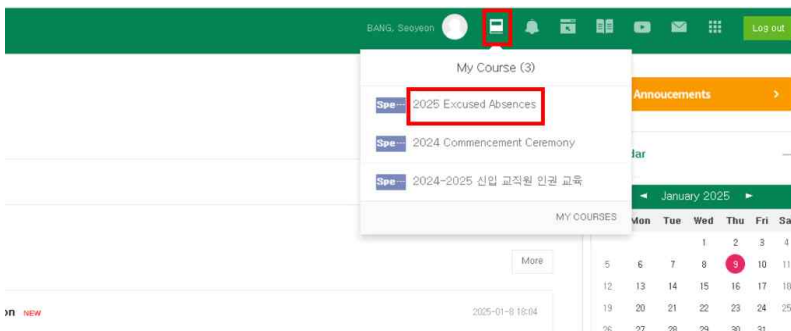 BANG, Seoyeon
Log out
My Course (3)
Spe··· 2025 Excused Absences
Spe··· 2024 Commencement Ceremony
Spe··· 2024-2025 신입 교직원 인권 교육
MY COURSES
More
on NEW
2025-01-8 18:04
Annoucements >
dar
◄ January 2025 ►
Mon Tue Wed Thu Fri Sa
1 2 3 4
5 6 7 8 9 10 11
12 13 14 15 16 17 18
19 20 21 22 23 24 25
26 27 28 29 30 31